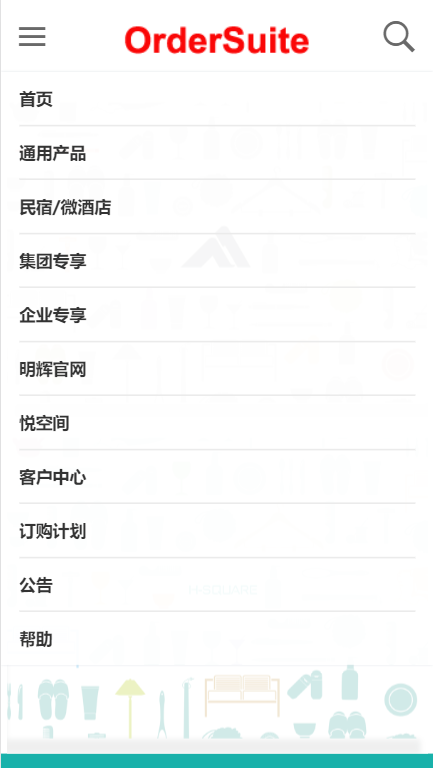 OrderSuite
首页
通用产品
民宿/微酒店
集团专享
企业专享
明辉官网
悦空间
客户中心
订购计划
公告
H-SQUARE
帮助